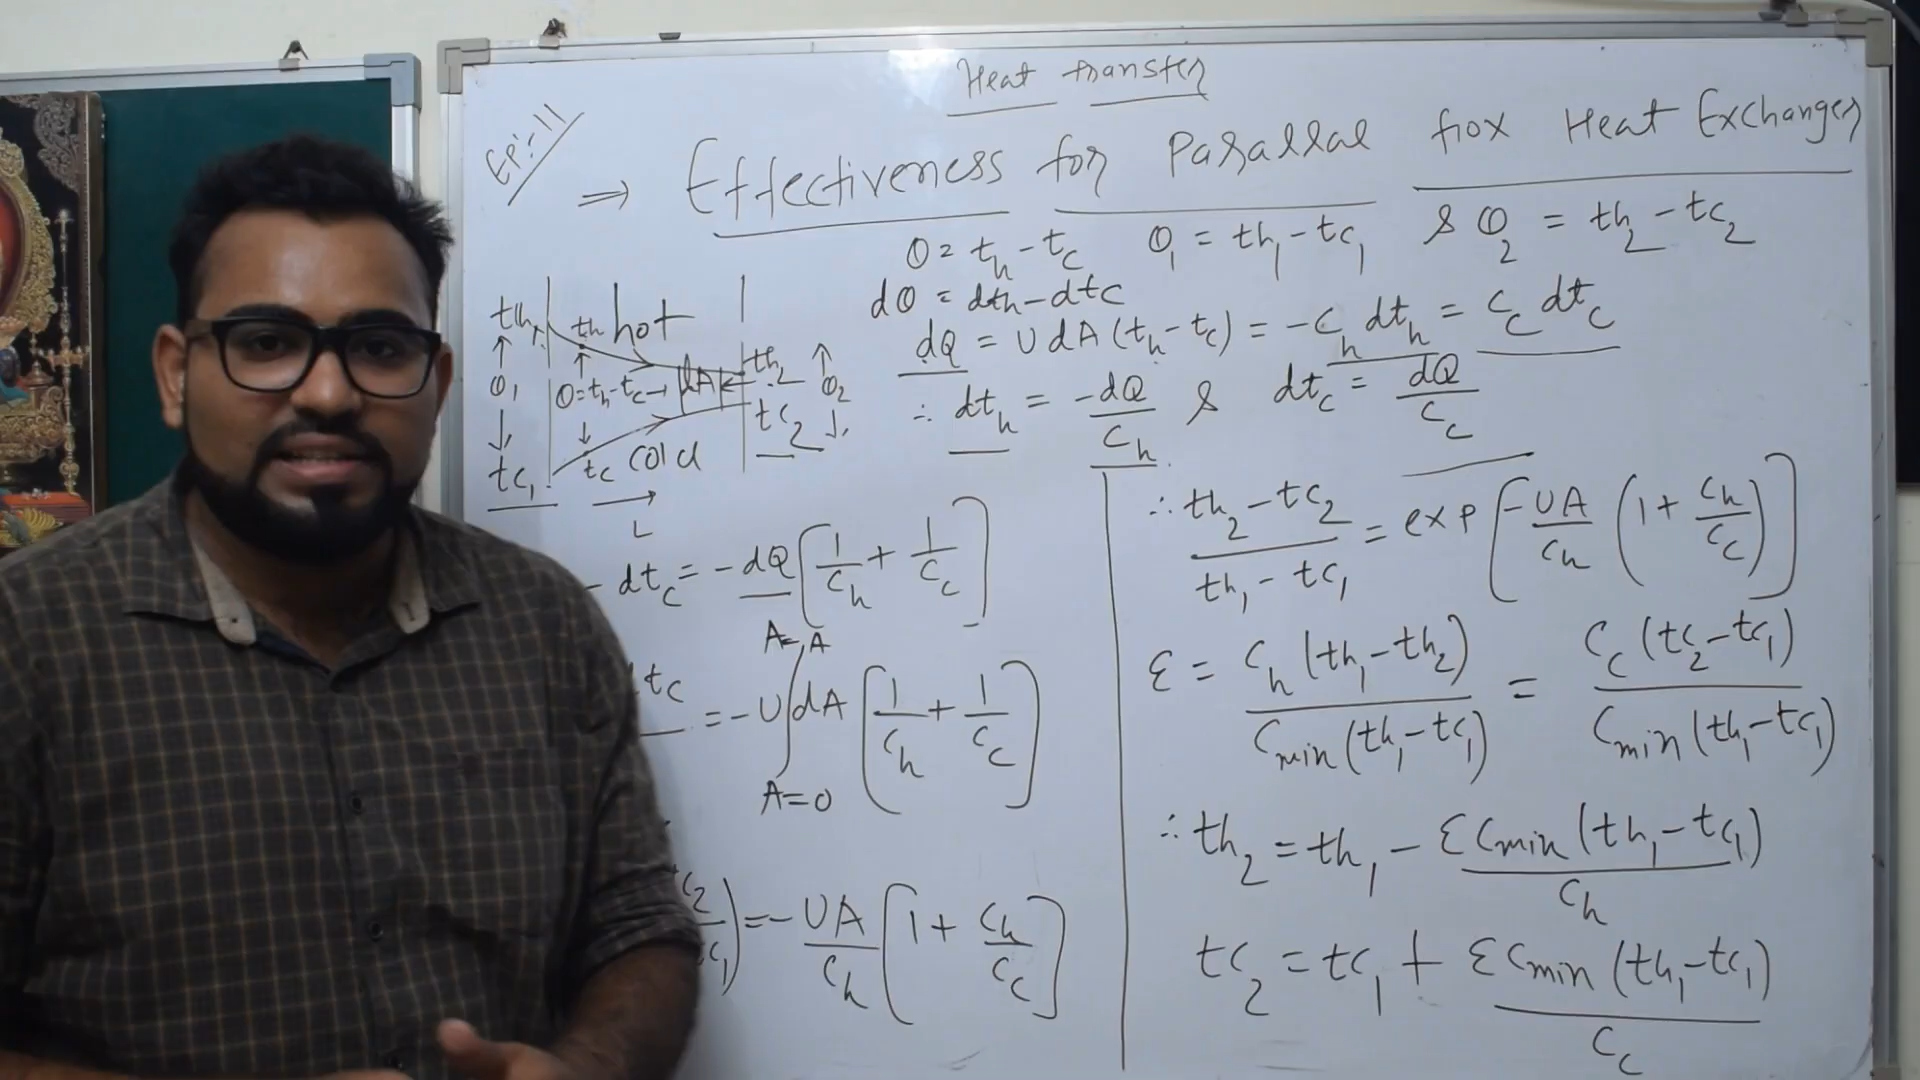 Heat transfer
EP:-11
⇒ Effectiveness for Parallal flox Heat Exchanger
θ = th - tc θ1 = th1 - tc1 & θ2 = th2 - tc2
dθ = dth - dtc
dQ = U dA (th - tc) = -Ch dth = Cc dtc
∴ dth = -dQ/Ch & dtc = dQ/Cc
th1 th hot
θ1 θ = th - tc → dA th2 θ2
tc2
tc1 tc cold
L
- dtc = -dQ [1/Ch + 1/Cc]
tc = -U ∫ dA [1/Ch + 1/Cc]
A=A
A=0
c2/c1) = -UA/Ch [1 + Ch/Cc]
∴ (th2 - tc2)/(th1 - tc1) = exp [-UA/Ch (1 + Ch/Cc)]
ε = Ch (th1 - th2)/Cmin (th1 - tc1) = Cc (tc2 - tc1)/Cmin (th1 - tc1)
∴ th2 = th1 - ε Cmin (th1 - tc1)/Ch
tc2 = tc1 + ε Cmin (th1 - tc1)/Cc